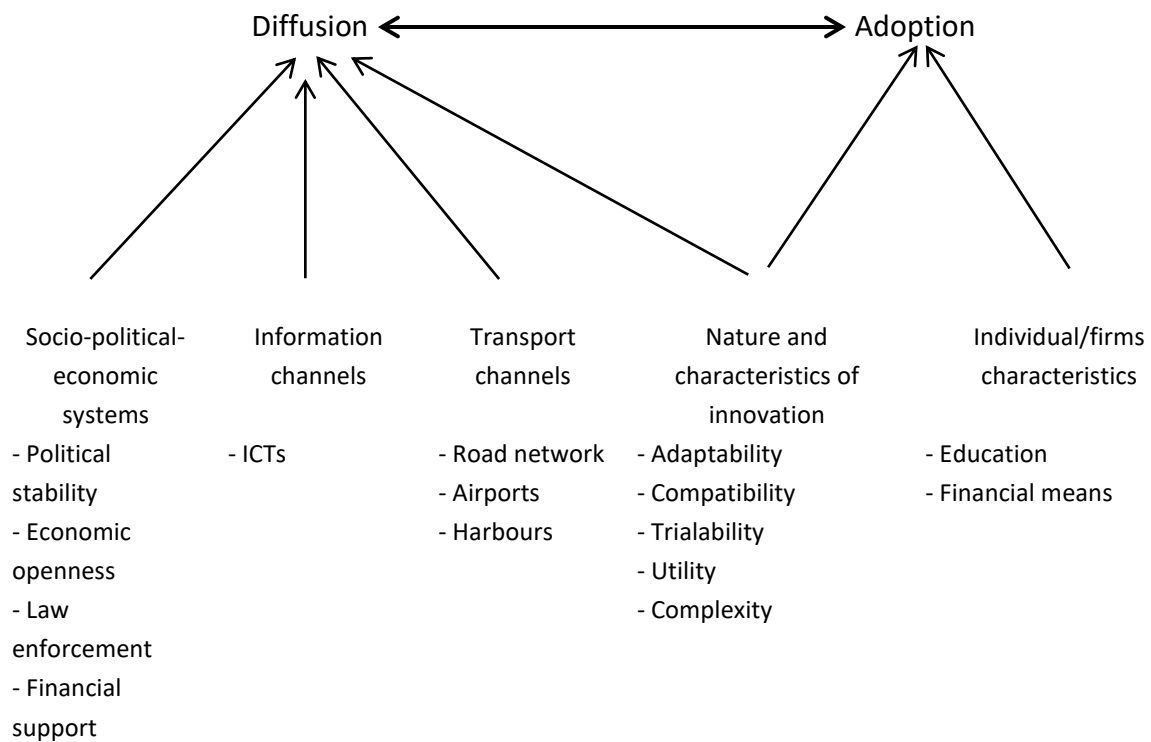 Diffusion
Adoption
Socio-political-
economic
systems
- Political
stability
- Economic
openness
- Law
enforcement
- Financial
support
Information
channels
- ICTs
Transport
channels
- Road network
- Airports
- Harbours
Nature and
characteristics of
innovation
- Adaptability
- Compatibility
- Trialability
- Utility
- Complexity
Individual/firms
characteristics
- Education
- Financial means